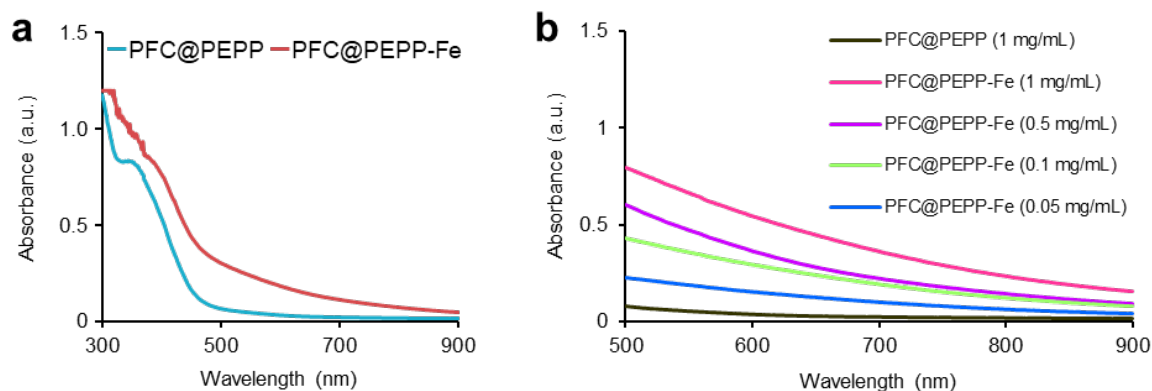 a
1.5
PFC@PEPP PFC@PEPP-Fe
1.0
0.5
0
Absorbance (a.u.)
300 500 700 900
Wavelength (nm)
b
1.5
1.0
0.5
0
Absorbance (a.u.)
PFC@PEPP (1 mg/mL)
PFC@PEPP-Fe (1 mg/mL)
PFC@PEPP-Fe (0.5 mg/mL)
PFC@PEPP-Fe (0.1 mg/mL)
PFC@PEPP-Fe (0.05 mg/mL)
500 600 700 800 900
Wavelength (nm)